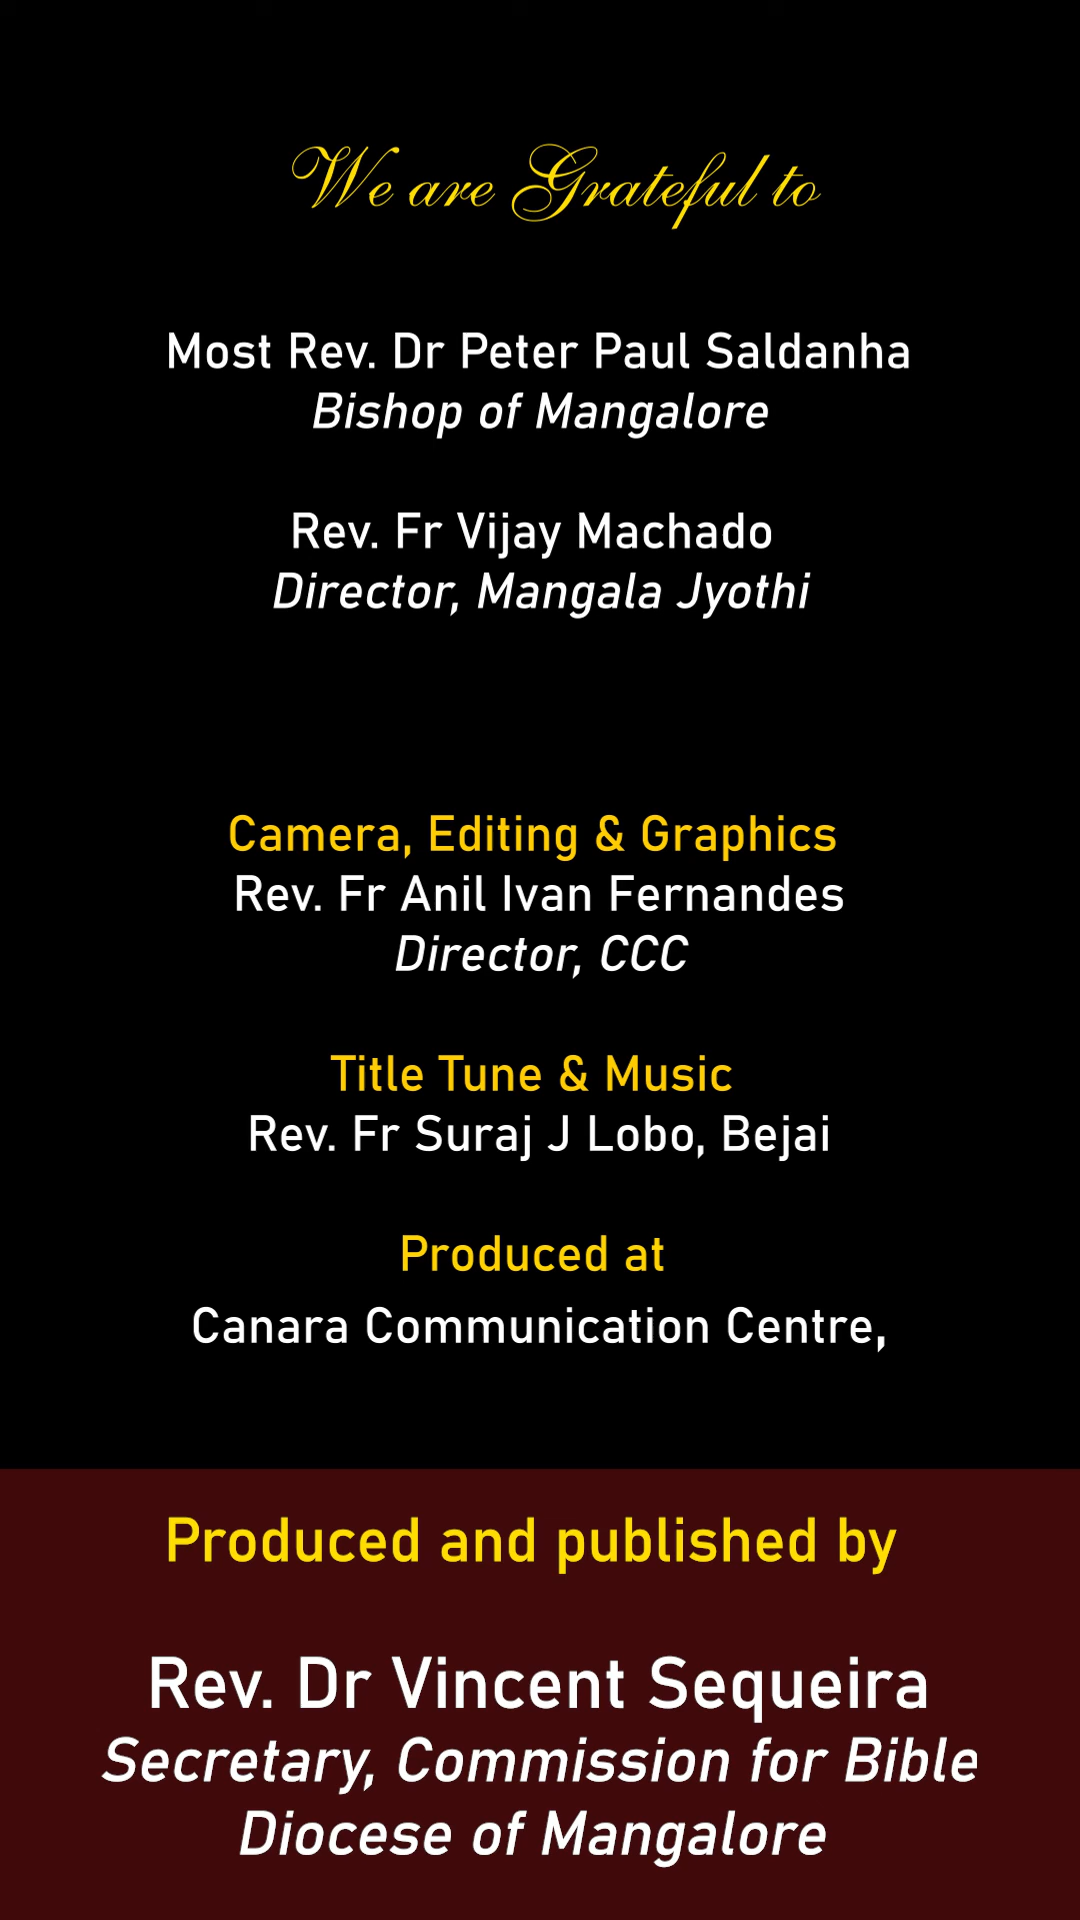 We are Grateful to
Most Rev. Dr Peter Paul Saldanha
Bishop of Mangalore
Rev. Fr Vijay Machado
Director, Mangala Jyothi
Camera, Editing & Graphics
Rev. Fr Anil Ivan Fernandes
Director, CCC
Title Tune & Music
Rev. Fr Suraj J Lobo, Bejai
Produced at
Canara Communication Centre,
Produced and published by
Rev. Dr Vincent Sequeira
Secretary, Commission for Bible
Diocese of Mangalore